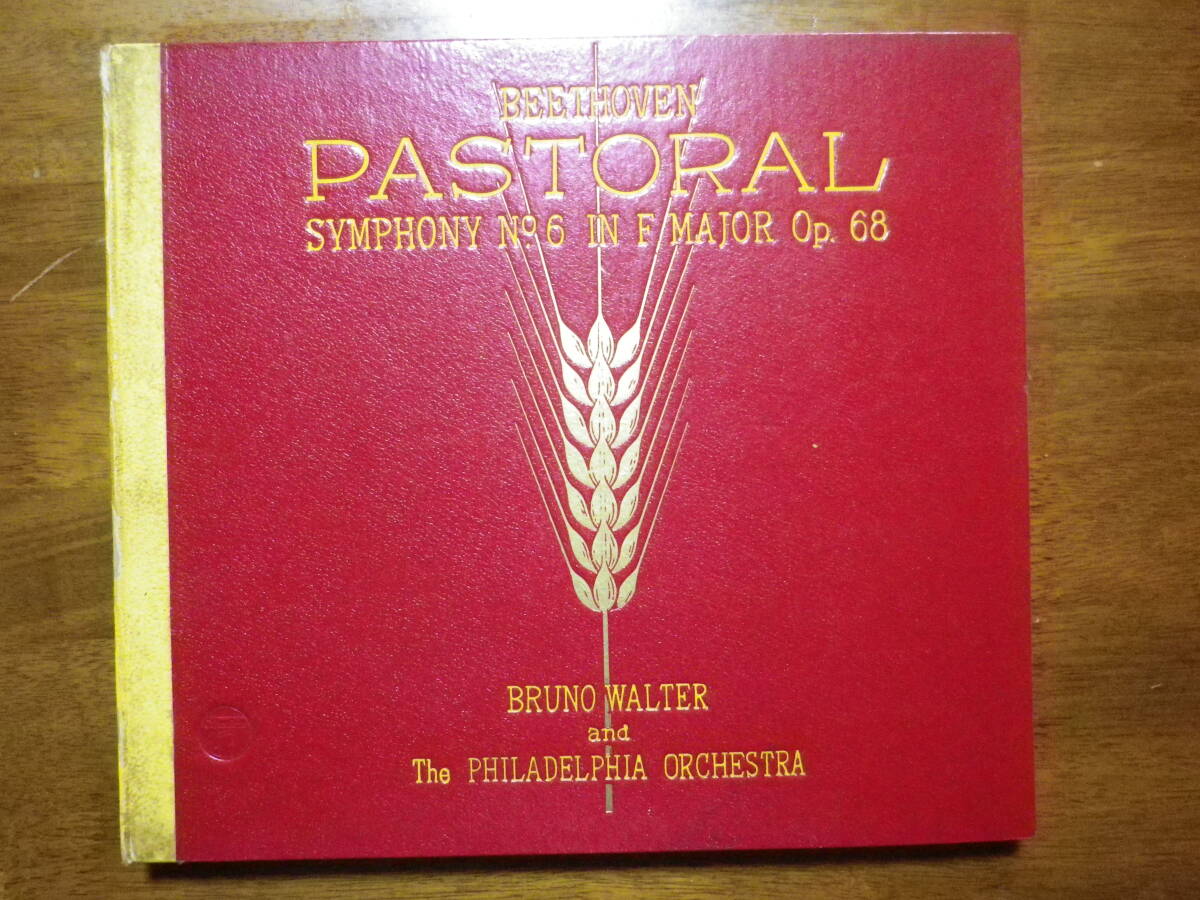 BEETHOVEN
PASTORAL
SYMPHONY No. 6 IN F MAJOR Op. 68
BRUNO WALTER
and
The PHILADELPHIA ORCHESTRA